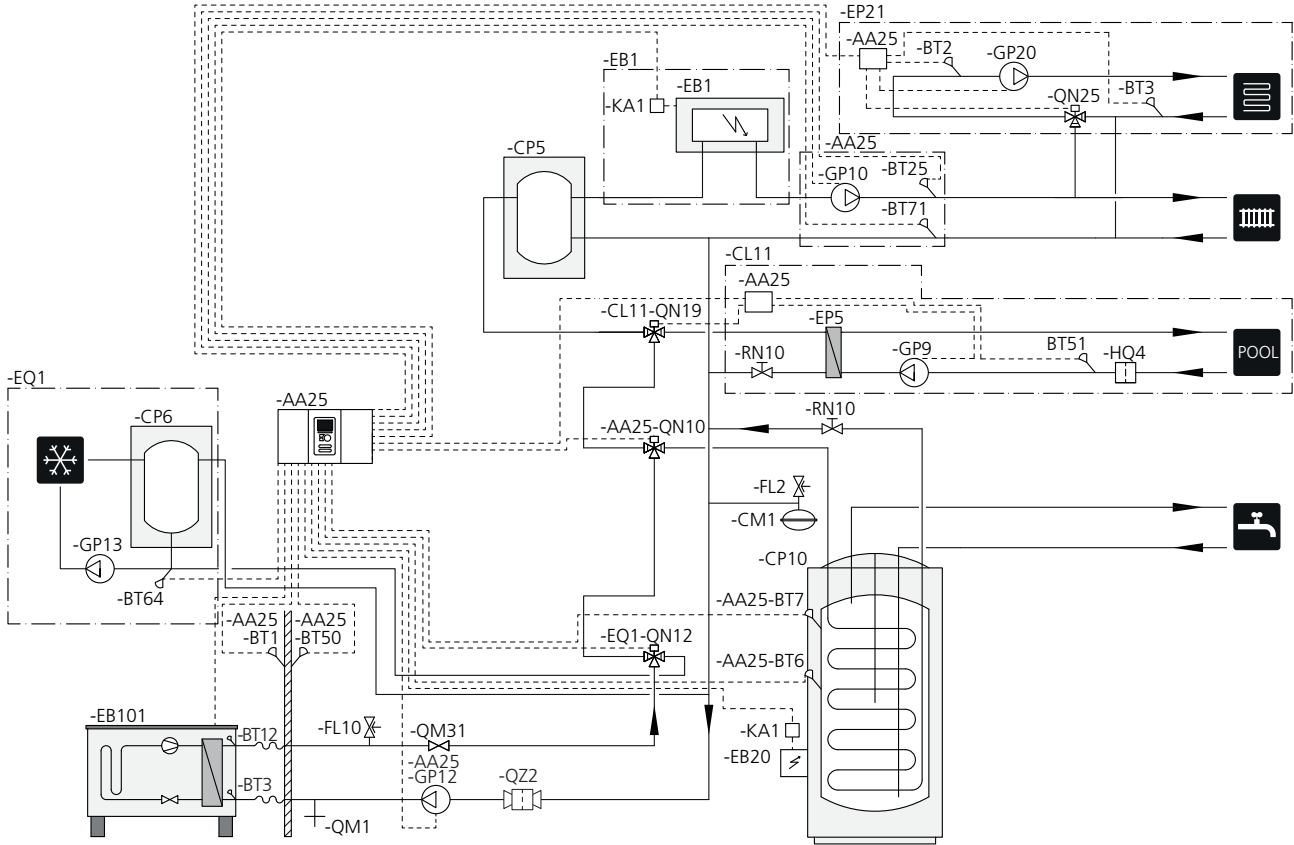 -EP21
-AA25
-BT2
-GP20
-QN25
-BT3
-EB1
-EB1
-KA1
-CP5
-AA25
-GP10
-BT25
-BT71
-CL11
-AA25
-CL11-QN19
-EP5
-RN10
-GP9
BT51
-HQ4
POOL
-EQ1
-CP6
-AA25
-AA25-QN10
-RN10
-FL2
-CM1
-GP13
-BT64
-CP10
-AA25
-BT1
-AA25
-BT50
-AA25-BT7
-EQ1-QN12
-AA25-BT6
-EB101
-BT12
-FL10
-QM31
-KA1
-EB20
-BT3
-AA25
-GP12
-QZ2
-QM1